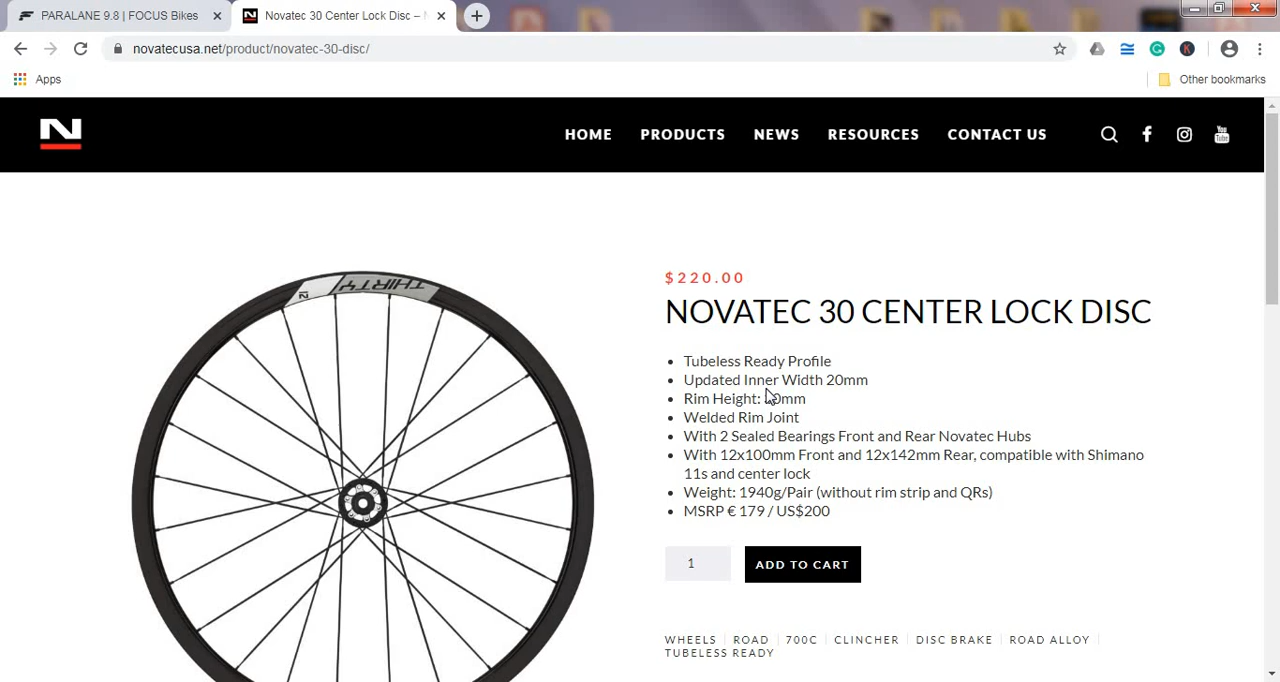 PARALANE 9.8 | FOCUS Bikes
Novatec 30 Center Lock Disc –
novatecusa.net/product/novatec-30-disc/
Apps
Other bookmarks
N
HOME
PRODUCTS
NEWS
RESOURCES
CONTACT US
$220.00
NOVATEC 30 CENTER LOCK DISC
Tubeless Ready Profile
Updated Inner Width 20mm
Rim Height: 0mm
Welded Rim Joint
With 2 Sealed Bearings Front and Rear Novatec Hubs
With 12x100mm Front and 12x142mm Rear, compatible with Shimano
11s and center lock
Weight: 1940g/Pair (without rim strip and QRs)
MSRP € 179 / US$200
1
ADD TO CART
WHEELS
ROAD
700C
CLINCHER
DISC BRAKE
ROAD ALLOY
TUBELESS READY
THIRTY